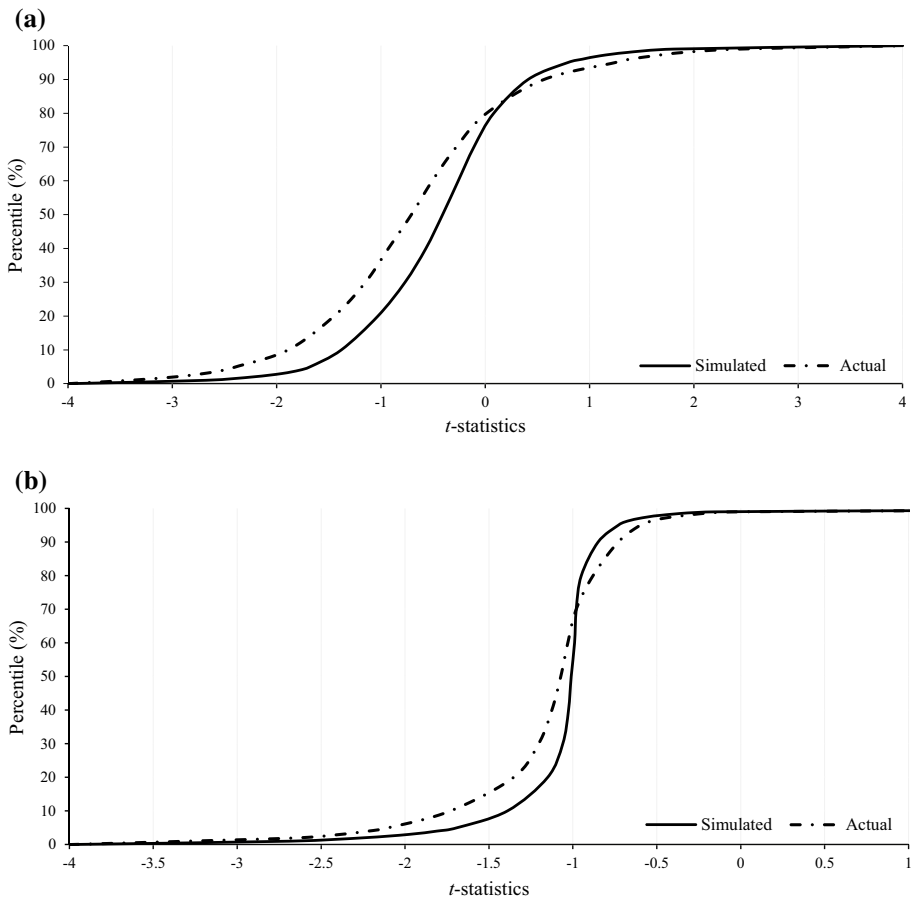 (a)
100
90
80
70
60
50
40
30
20
10
0
Percentile (%)
-4 -3 -2 -1 0 1 2 3 4
t-statistics
Simulated Actual
(b)
100
90
80
70
60
50
40
30
20
10
0
Percentile (%)
-4 -3.5 -3 -2.5 -2 -1.5 -1 -0.5 0 0.5 1
t-statistics
Simulated Actual